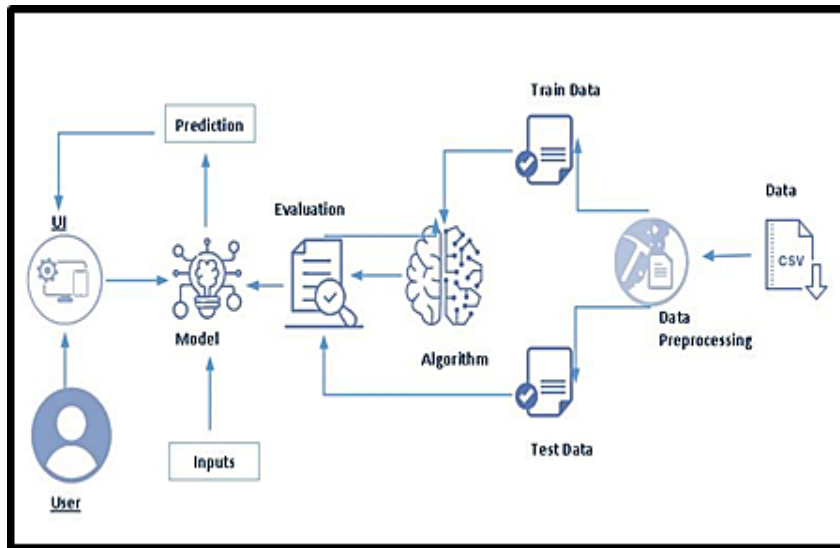 Train Data
Prediction
Evaluation
Data
UI
CSV
Model
Algorithm
Data
Preprocessing
Inputs
Test Data
User